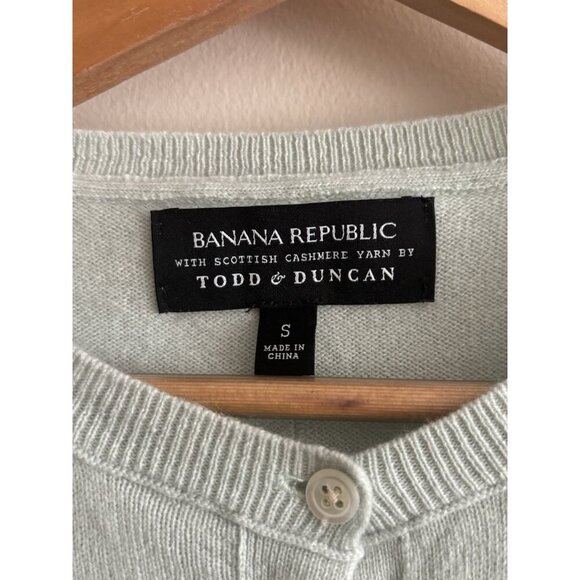 BANANA REPUBLIC
WITH SCOTTISH CASHMERE YARN BY
TODD & DUNCAN
S
MADE IN
CHINA